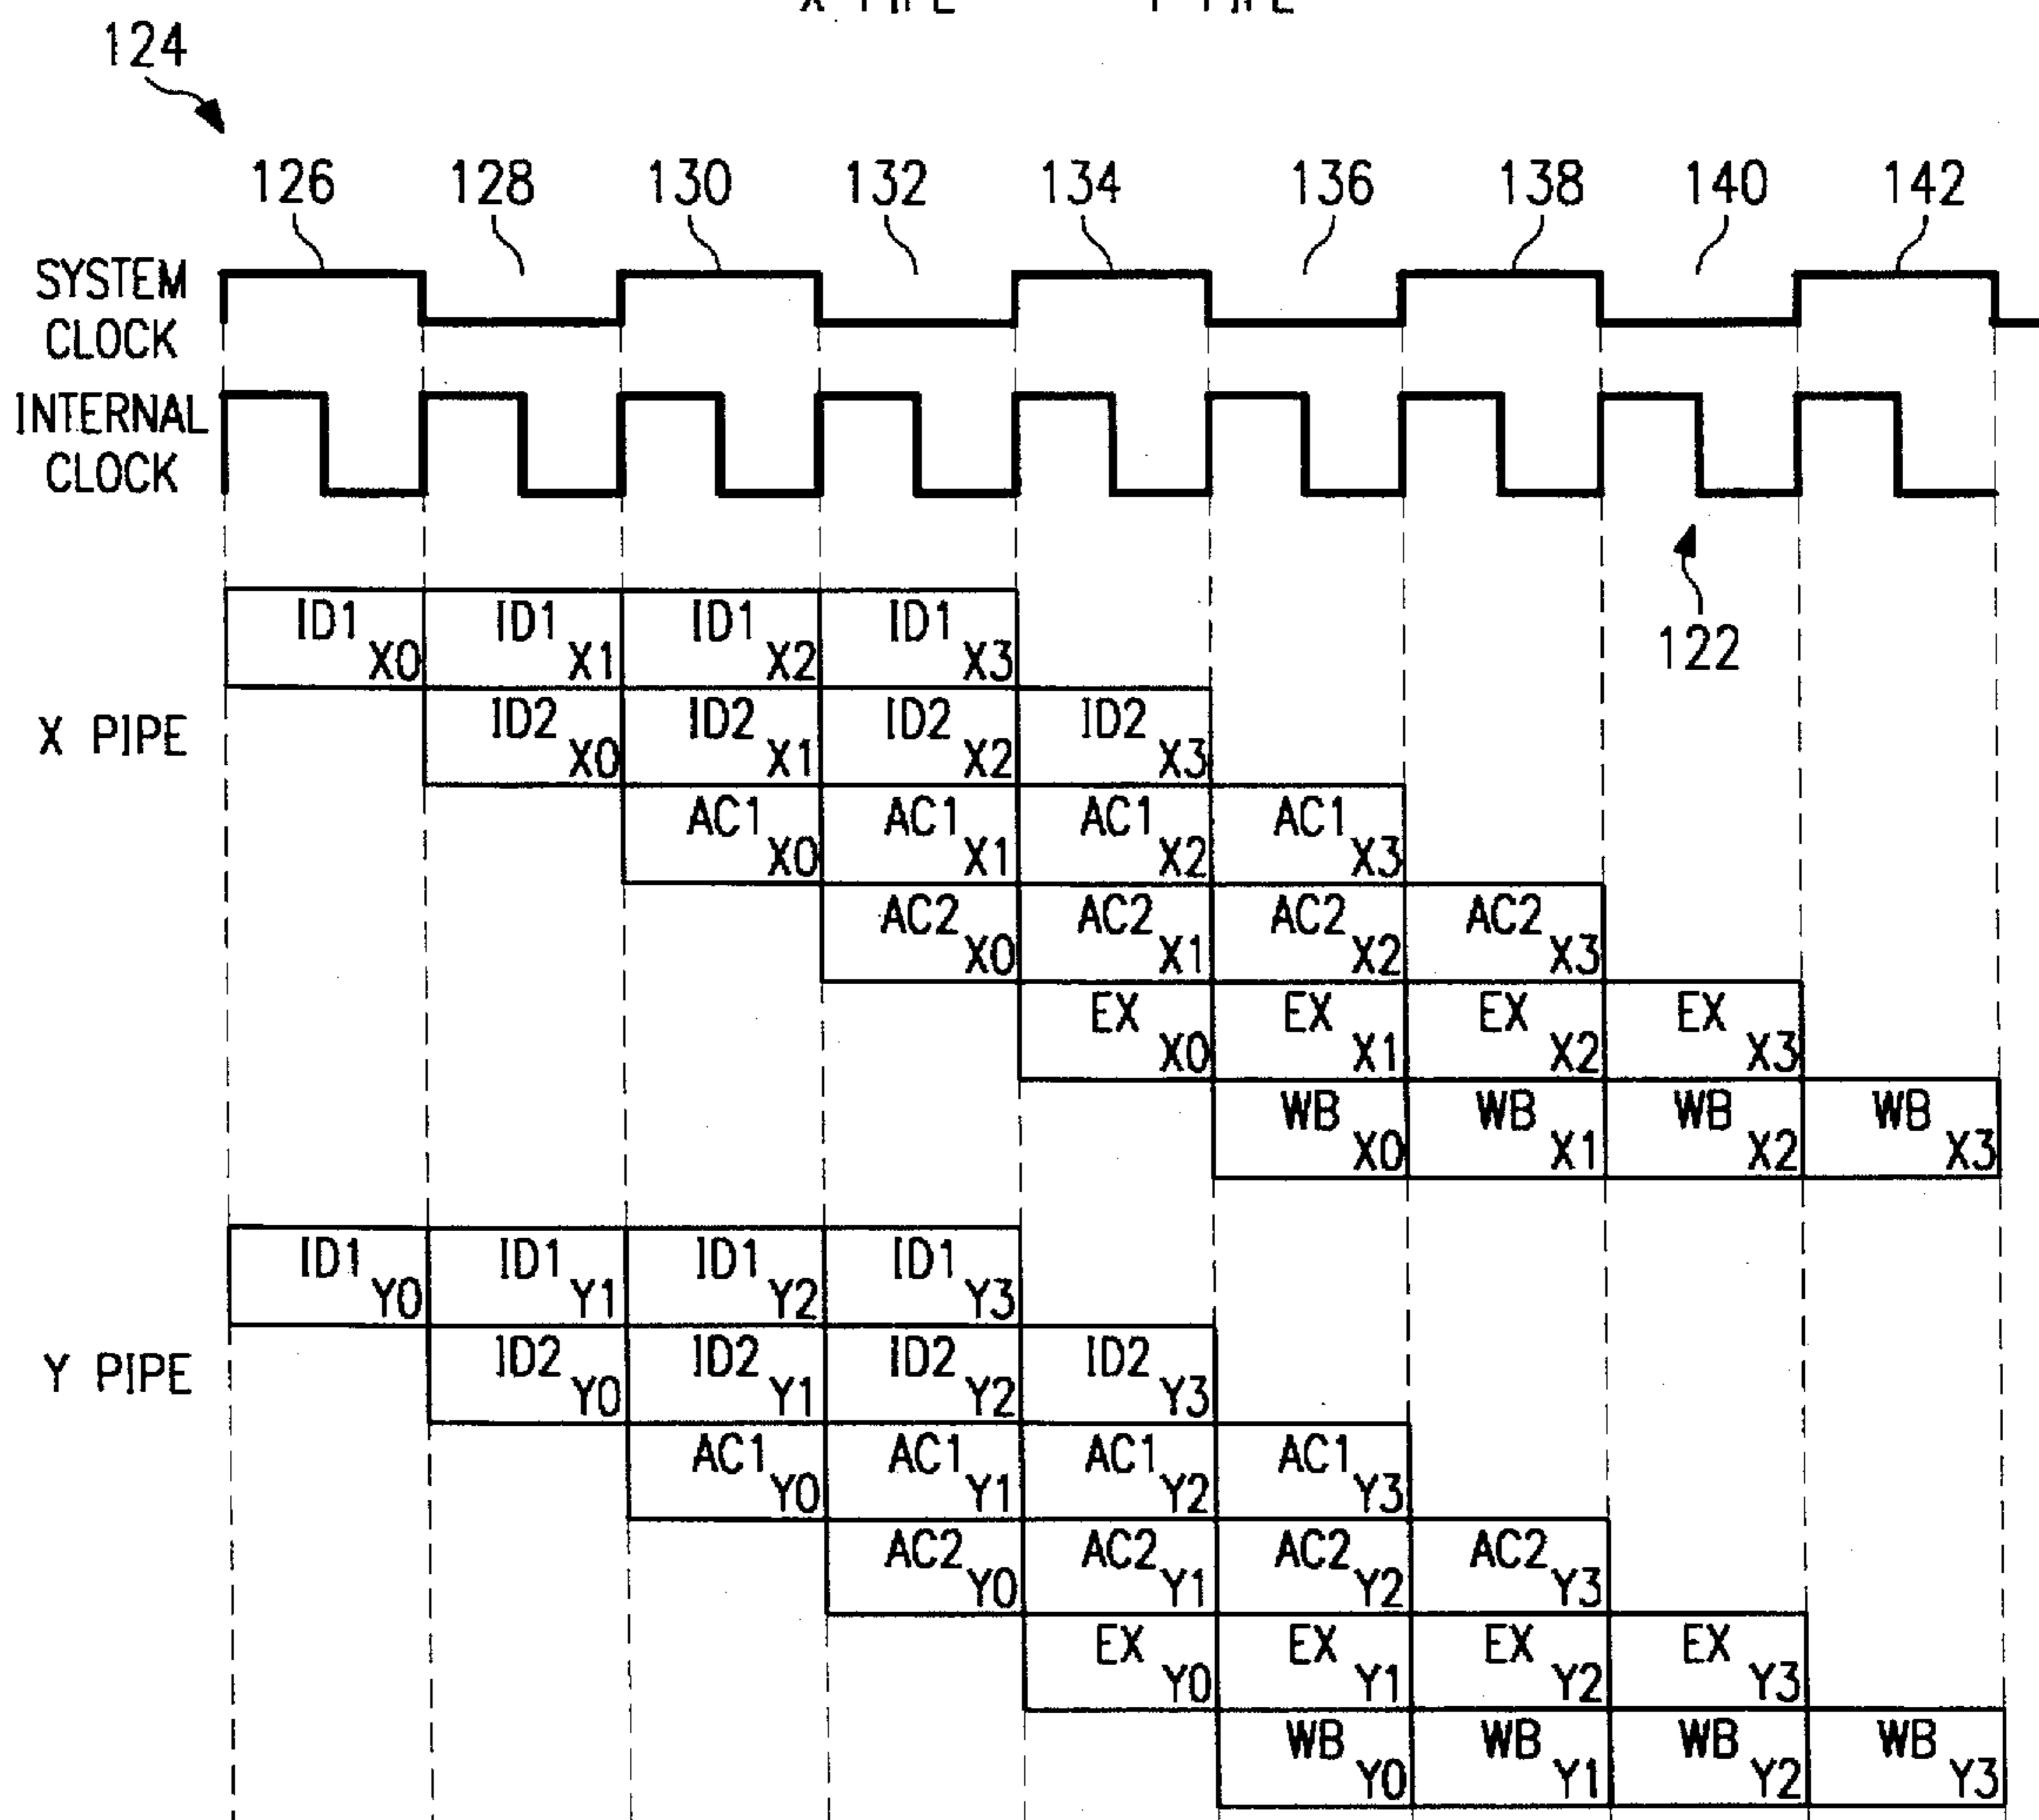 X PIPE Y PIPE
124
126 128 130 132 134 136 138 140 142
SYSTEM
CLOCK
INTERNAL
CLOCK
122
X PIPE
ID1 X0 ID1 X1 ID1 X2 ID1 X3
ID2 X0 ID2 X1 ID2 X2 ID2 X3
AC1 X0 AC1 X1 AC1 X2 AC1 X3
AC2 X0 AC2 X1 AC2 X2 AC2 X3
EX X0 EX X1 EX X2 EX X3
WB X0 WB X1 WB X2 WB X3
Y PIPE
ID1 Y0 ID1 Y1 ID1 Y2 ID1 Y3
ID2 Y0 ID2 Y1 ID2 Y2 ID2 Y3
AC1 Y0 AC1 Y1 AC1 Y2 AC1 Y3
AC2 Y0 AC2 Y1 AC2 Y2 AC2 Y3
EX Y0 EX Y1 EX Y2 EX Y3
WB Y0 WB Y1 WB Y2 WB Y3